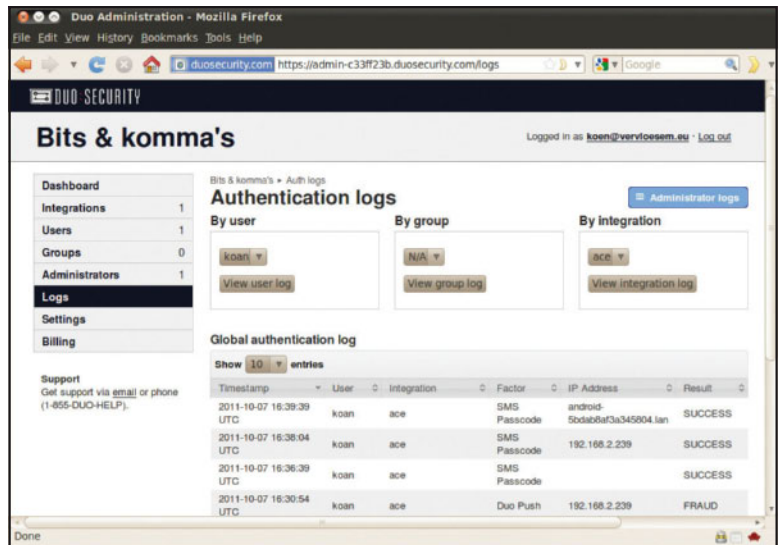 Duo Administration - Mozilla Firefox
File Edit View History Bookmarks Tools Help
duosecurity.com https://admin-c33ff23b.duosecurity.com/logs
Google
DUO SECURITY
Bits & komma's
Logged in as koen@vervloesem.eu · Log out
Dashboard
Integrations 1
Users 1
Groups 0
Administrators 1
Logs
Settings
Billing
Support
Get support via email or phone
(1-855-DUO-HELP).
Bits & komma's ▸ Auth logs
Authentication logs
Administrator logs
By user
koan
View user log
By group
N/A
View group log
By integration
ace
View integration log
Global authentication log
Show 10 entries
Timestamp User Integration Factor IP Address Result
2011-10-07 16:39:39 UTC koan ace SMS Passcode android-5bdab8af3a345804.lan SUCCESS
2011-10-07 16:38:04 UTC koan ace SMS Passcode 192.168.2.239 SUCCESS
2011-10-07 16:36:39 UTC koan ace SMS Passcode SUCCESS
2011-10-07 16:30:54 UTC koan ace Duo Push 192.168.2.239 FRAUD
Done